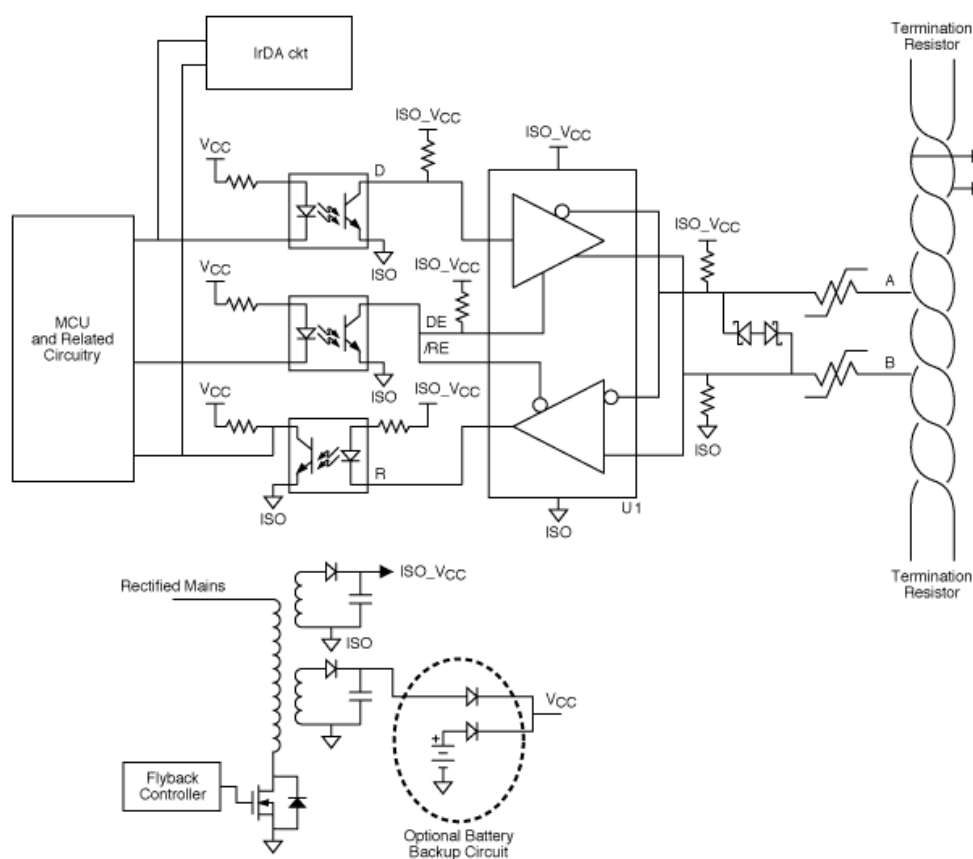 Termination
Resistor
IrDA ckt
ISO_VCC
ISO_VCC
VCC
D
ISO
ISO_VCC
VCC
ISO_VCC
A
MCU
and Related
Circuitry
DE
/RE
ISO
B
VCC
ISO_VCC
R
ISO
ISO
ISO
U1
Termination
Resistor
Rectified Mains
ISO_VCC
ISO
VCC
+
Flyback
Controller
Optional Battery
Backup Circuit